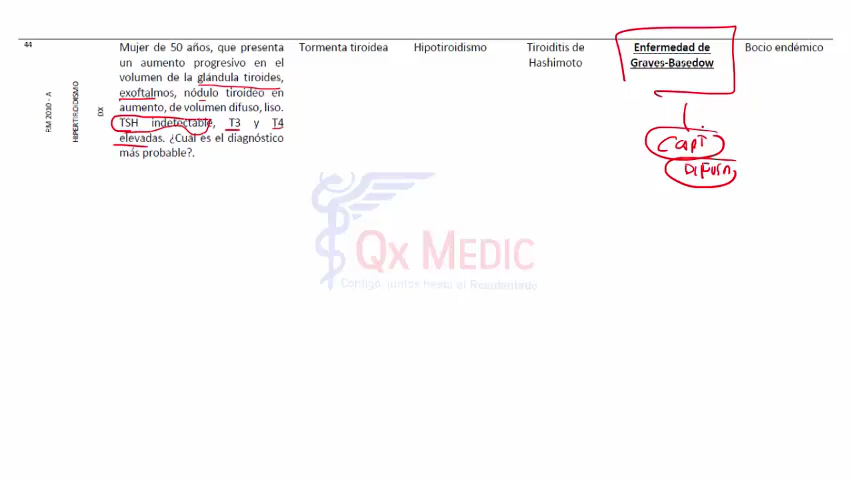 44
RM 2010 - A
HIPERTIROIDISMO
DX
Mujer de 50 años, que presenta
un aumento progresivo en el
volumen de la glándula tiroides,
exoftalmos, nódulo tiroideo en
aumento, de volumen difuso, liso.
TSH indetectable, T3 y T4
elevadas. ¿Cuál es el diagnóstico
más probable?.
Tormenta tiroidea
Hipotiroidismo
Tiroiditis de
Hashimoto
Enfermedad de
Graves-Basedow
Bocio endémico
CAPT
DIFUSA
Qx MEDIC
Contigo, juntos hasta el Residentado